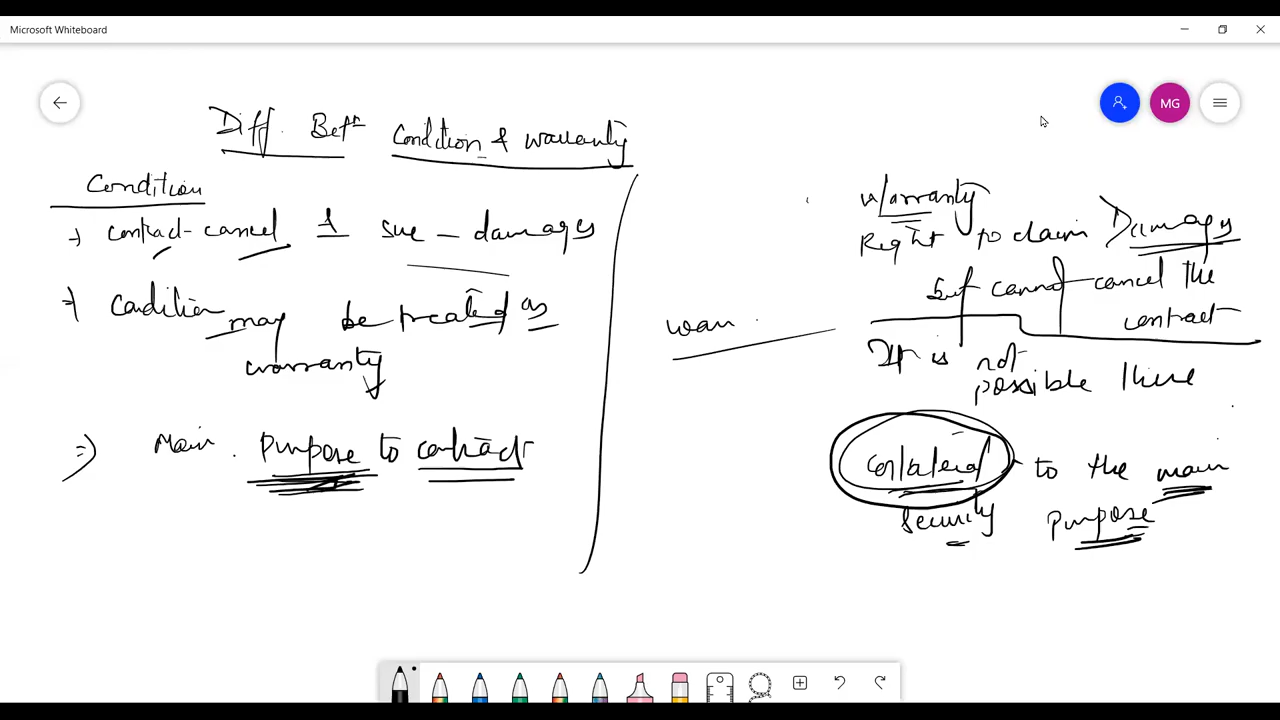 Microsoft Whiteboard
MG
Diff. Betn Condition & warranty
Condition
→ contract-cancel & sue - damages
→ condition may be treated as
warranty
⇒ Main. Purpose to contract
wan
warranty
Right to claim Damages
but cannot cancel the
contract
It is not
possible there
collateral to the main
security purpose